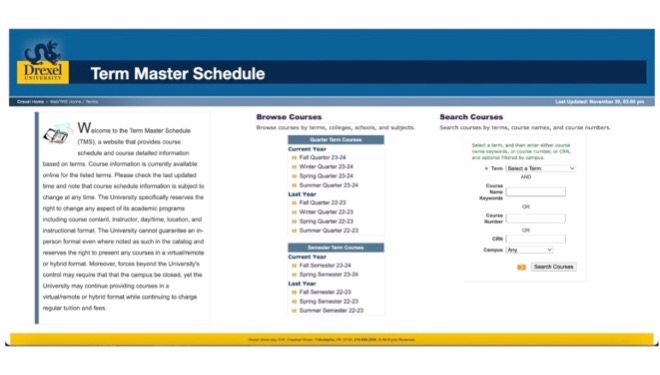 Drexel
UNIVERSITY
Term Master Schedule
Drexel Home > WebTMS Home / Terms
Last Updated: November 28, 03:00 pm
Welcome to the Term Master Schedule
(TMS), a website that provides course
schedule and course detailed information
based on terms. Course information is currently available
online for the listed terms. Please check the last updated
time and note that course schedule information is subject to
change at any time. The University specifically reserves the
right to change any aspect of its academic programs
including course content, instructor, day/time, location, and
instructional format. The University cannot guarantee an in-
person format even where noted as such in the catalog and
reserves the right to present any courses in a virtual/remote
or hybrid format. Moreover, forces beyond the University's
control may require that that the campus be closed, yet the
University may continue providing courses in a
virtual/remote or hybrid format while continuing to charge
regular tuition and fees.
Browse Courses
Browse courses by terms, colleges, schools, and subjects.
Quarter Term Courses
Current Year
Fall Quarter 23-24
Winter Quarter 23-24
Spring Quarter 23-24
Summer Quarter 23-24
Last Year
Fall Quarter 22-23
Winter Quarter 22-23
Spring Quarter 22-23
Summer Quarter 22-23
Semester Term Courses
Current Year
Fall Semester 23-24
Spring Semester 23-24
Last Year
Fall Semester 22-23
Spring Semester 22-23
Summer Semester 22-23
Search Courses
Search courses by terms, course names, and course numbers.
Select a term, and then enter either course
name keywords, or course number, or CRN,
and optional filtered by campus.
* Term Select a Term:
AND
Course
Name
Keywords
OR
Course
Number
OR
CRN
Campus Any
Search Courses